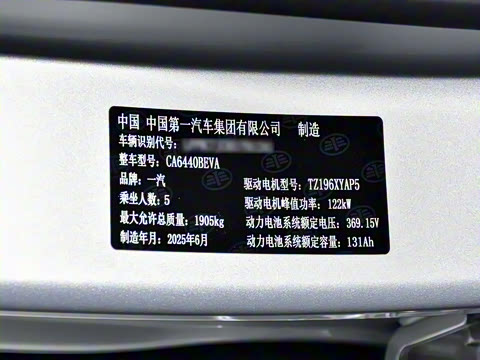 中国 中国第一汽车集团有限公司 制造
车辆识别代号:
整车型号: CA6440BEVA
品牌: 一汽 驱动电机型号: TZ196XYAP5
乘坐人数: 5 驱动电机峰值功率: 122kW
最大允许总质量: 1905kg 动力电池系统额定电压: 369.15V
制造年月: 2025年6月 动力电池系统额定容量: 131Ah